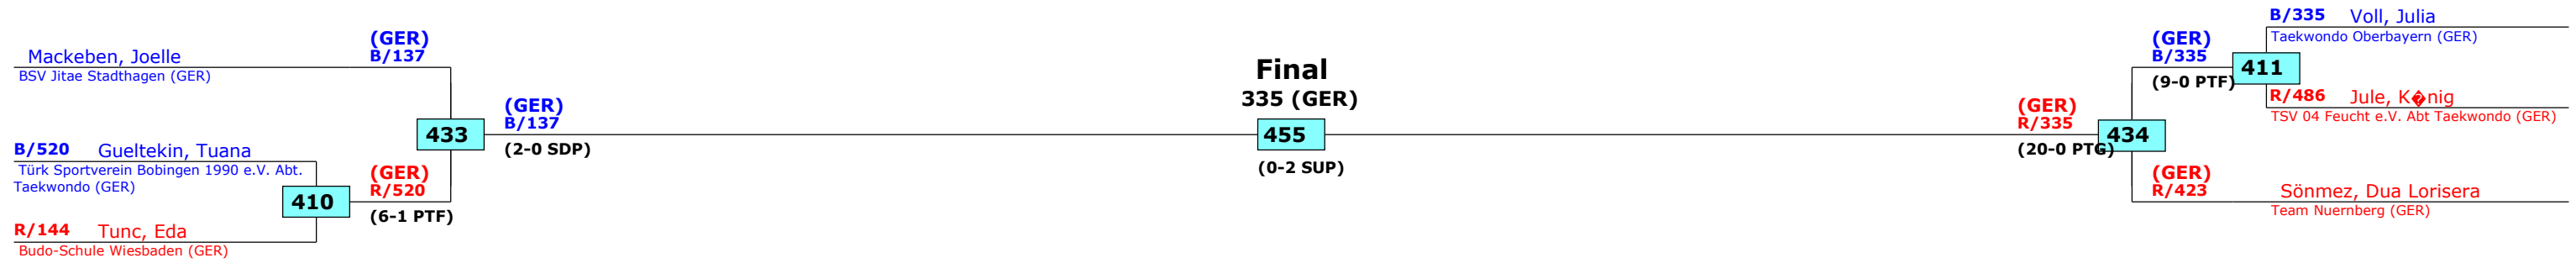 Mackeben, Joelle
BSV Jitae Stadthagen (GER)
(GER)
B/137
B/520 Gueltekin, Tuana
Türk Sportverein Bobingen 1990 e.V. Abt.
Taekwondo (GER)
R/144 Tunc, Eda
Budo-Schule Wiesbaden (GER)
410
(GER)
R/520
(6-1 PTF)
433
(GER)
B/137
(2-0 SDP)
Final
335 (GER)
455
(0-2 SUP)
(GER)
R/335
(20-0 PTG)
434
(GER)
B/335
(9-0 PTF)
411
(GER)
R/423
B/335 Voll, Julia
Taekwondo Oberbayern (GER)
R/486 Jule, K�nig
TSV 04 Feucht e.V. Abt Taekwondo (GER)
Sönmez, Dua Lorisera
Team Nuernberg (GER)